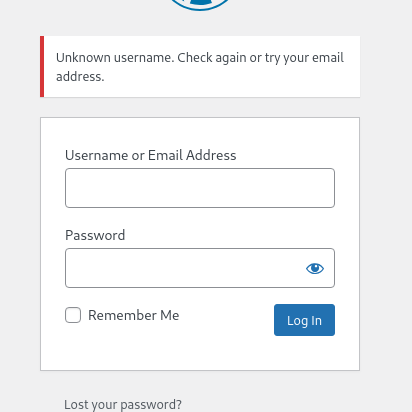 Unknown username. Check again or try your email
address.
Username or Email Address
Password
Remember Me
Log In
Lost your password?